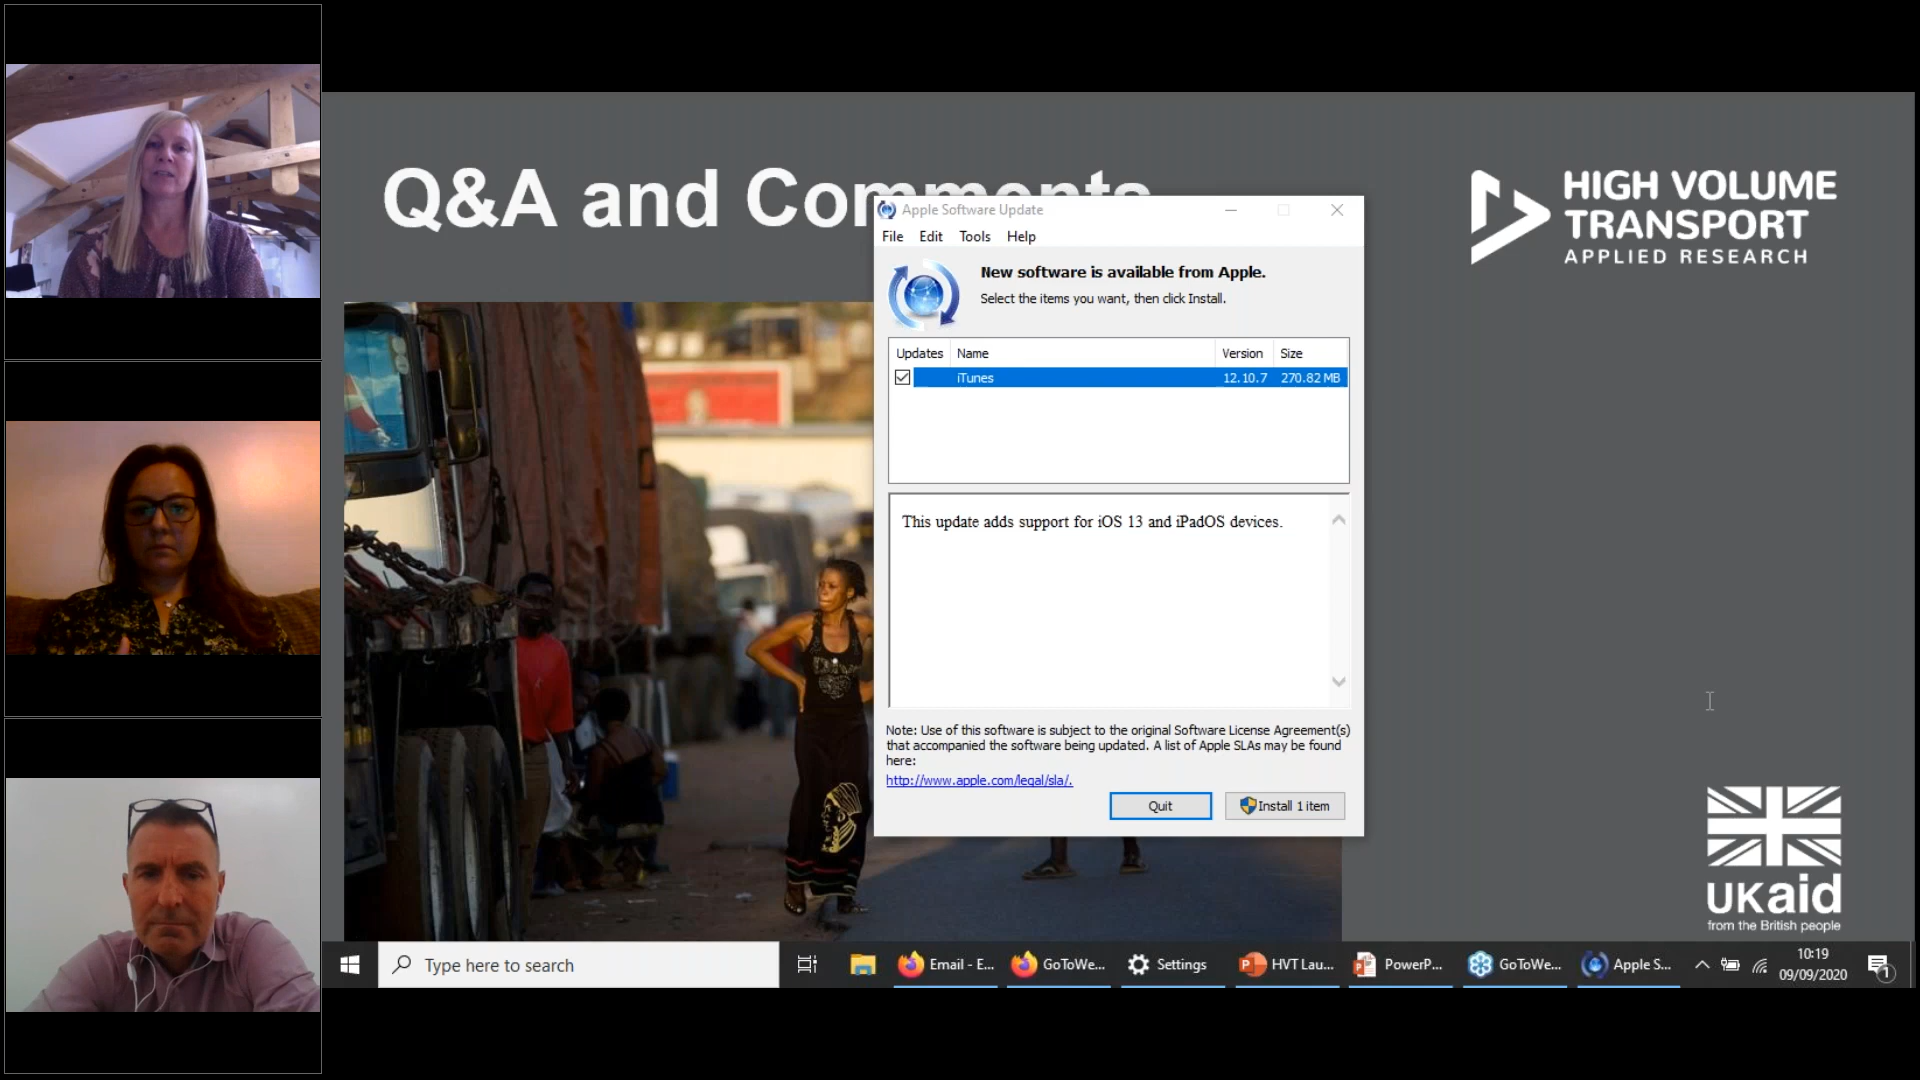 Q&A and Comments
HIGH VOLUME
TRANSPORT
APPLIED RESEARCH
Apple Software Update
File Edit Tools Help
New software is available from Apple.
Select the items you want, then click Install.
Updates Name Version Size
iTunes 12.10.7 270.82 MB
This update adds support for iOS 13 and iPadOS devices.
Note: Use of this software is subject to the original Software License Agreement(s)
that accompanied the software being updated. A list of Apple SLAs may be found
here:
http://www.apple.com/legal/sla/.
Quit Install 1 item
UKaid
from the British people
Type here to search
Email - E...
GoToWe...
Settings
HVT Lau...
PowerP...
GoToWe...
Apple S...
10:19
09/09/2020
1